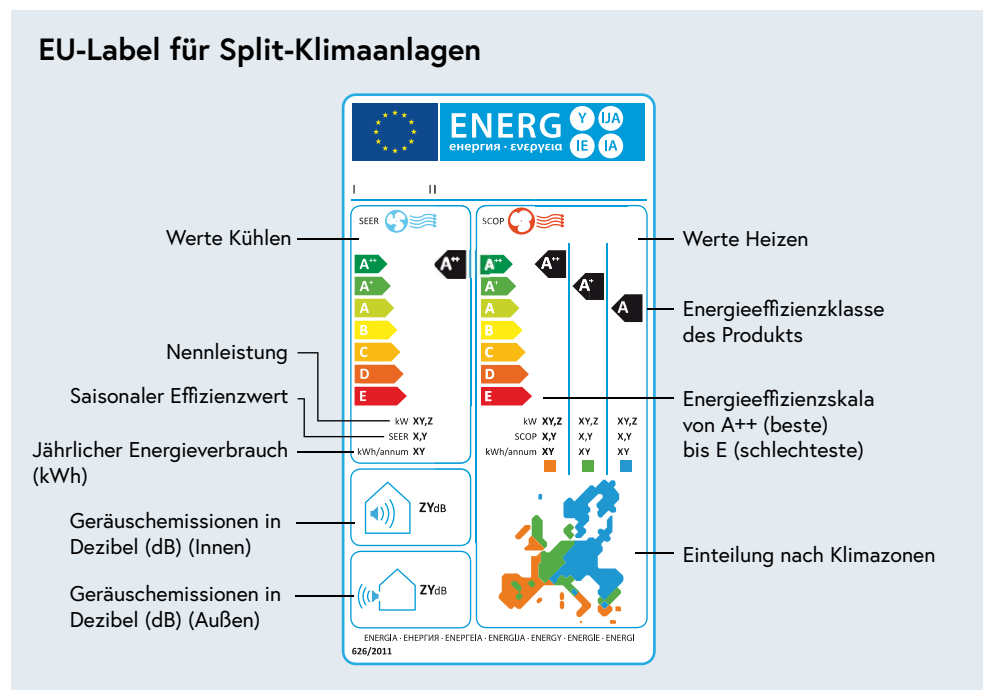 EU-Label für Split-Klimaanlagen
ENERG
енергия · ενεργεια
Y IJA
IE IA
I II
SEER
SCOP
Werte Kühlen
Werte Heizen
A++ A++
A+
A
B
C
D
E
A++ A++
A+ A+
A A
B
C
D
E
Energieeffizienzklasse
des Produkts
Nennleistung
Saisonaler Effizienzwert
Jährlicher Energieverbrauch
(kWh)
Energieeffizienzskala
von A++ (beste)
bis E (schlechteste)
kW XY,Z
SEER X,Y
kWh/annum XY
kW XY,Z XY,Z XY,Z
SCOP X,Y X,Y X,Y
kWh/annum XY XY XY
Geräuschemissionen in
Dezibel (dB) (Innen)
ZYdB
Geräuschemissionen in
Dezibel (dB) (Außen)
ZYdB
Einteilung nach Klimazonen
ENERGIA · ЕНЕРГИЯ · ΕΝΕΡΓΕΙΑ · ENERGIJA · ENERGY · ENERGIE · ENERGI
626/2011